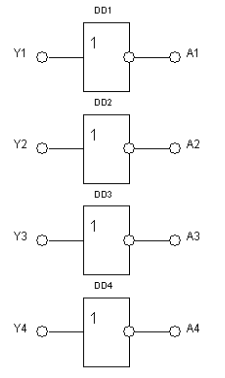 DD1
Y1 1 A1
DD2
Y2 1 A2
DD3
Y3 1 A3
DD4
Y4 1 A4